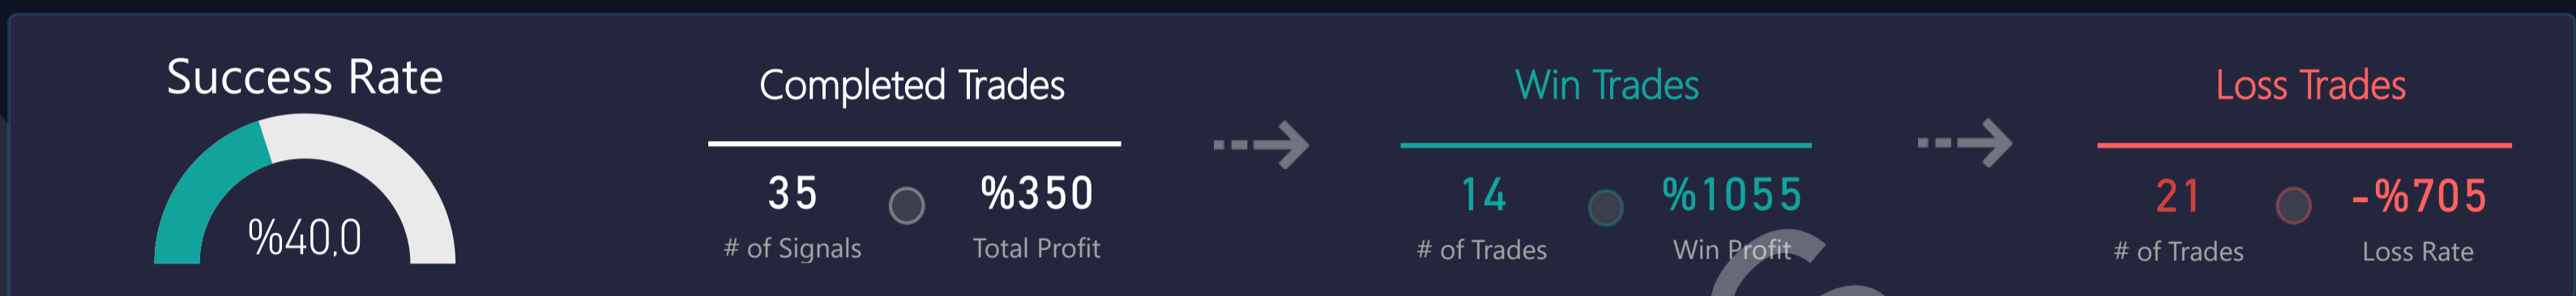 Success Rate
%40,0
Completed Trades
35 %350
# of Signals Total Profit
Win Trades
14 %1055
# of Trades Win Profit
Loss Trades
21 -%705
# of Trades Loss Rate